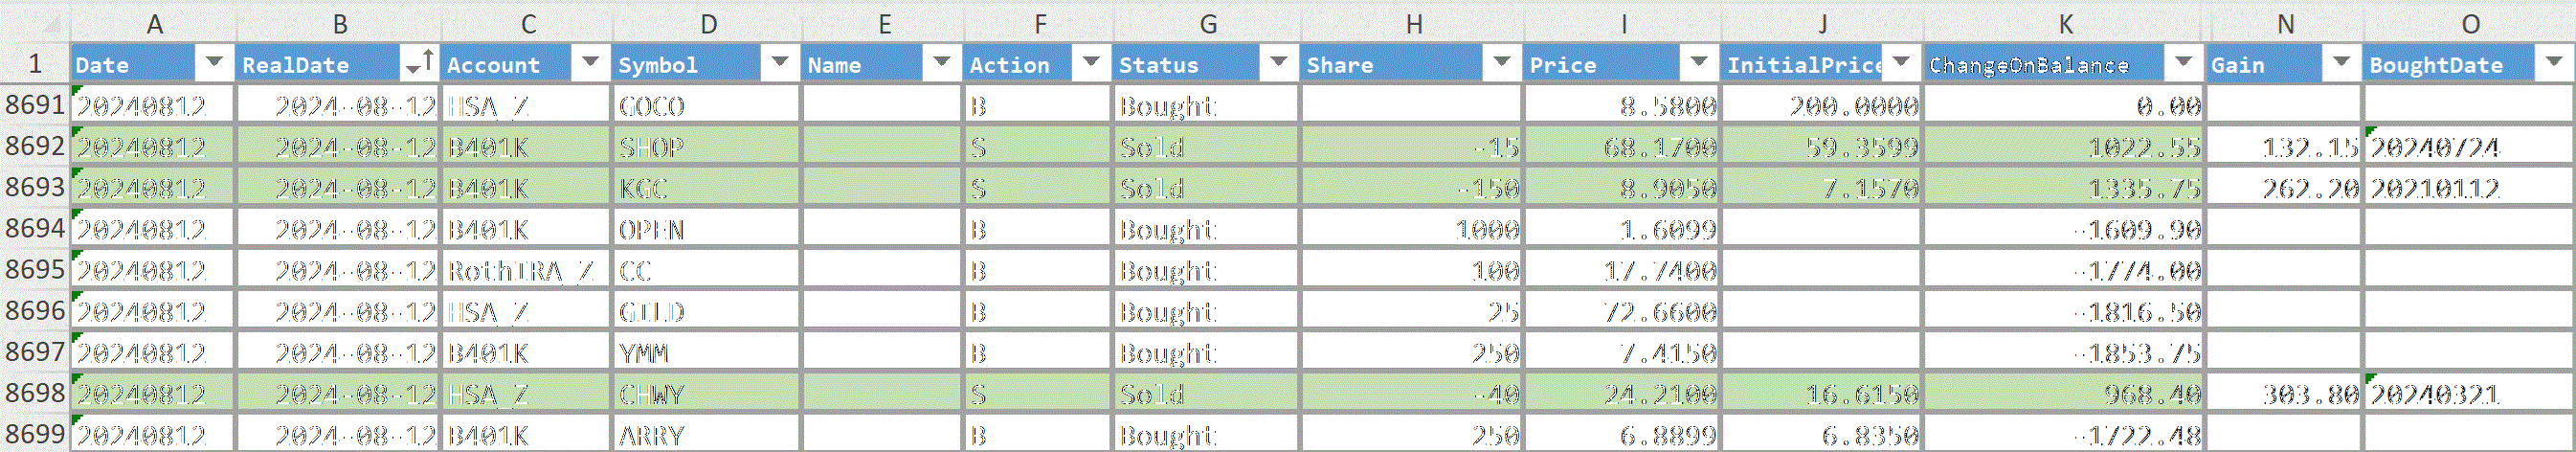 A B C D E F G H I J K N O
1 Date RealDate Account Symbol Name Action Status Share Price InitialPrice ChangeOnBalance Gain BoughtDate
8691 20240812 2024-08-12 HSA_Z GOCO B Bought 8.5800 200.0000 0.00
8692 20240812 2024-08-12 B401K SHOP S Sold -15 68.1700 59.3599 1022.55 132.15 20240724
8693 20240812 2024-08-12 B401K KGC S Sold -150 8.9050 7.1570 1335.75 262.20 20210112
8694 20240812 2024-08-12 B401K OPEN B Bought 1000 1.6099 -1609.90
8695 20240812 2024-08-12 RothIRA_Z CC B Bought 100 17.7400 -1774.00
8696 20240812 2024-08-12 HSA_Z GILD B Bought 25 72.6600 -1816.50
8697 20240812 2024-08-12 B401K YMM B Bought 250 7.4150 -1853.75
8698 20240812 2024-08-12 HSA_Z CHWY S Sold -40 24.2100 16.6150 968.40 303.80 20240321
8699 20240812 2024-08-12 B401K ARRY B Bought 250 6.8899 6.8350 -1722.48